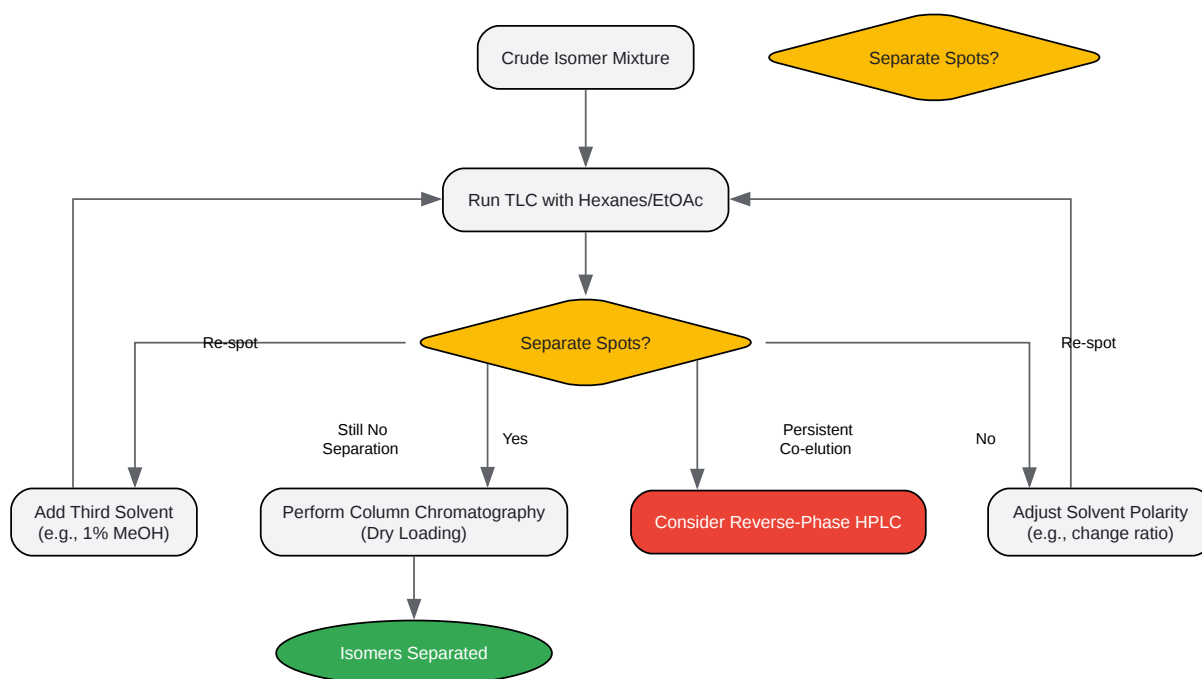 Crude Isomer Mixture
Separate Spots?
Run TLC with Hexanes/EtOAc
Separate Spots?
Re-spot
Re-spot
Still No
Separation
Yes
Persistent
Co-elution
No
Add Third Solvent
(e.g., 1% MeOH)
Perform Column Chromatography
(Dry Loading)
Consider Reverse-Phase HPLC
Adjust Solvent Polarity
(e.g., change ratio)
Isomers Separated